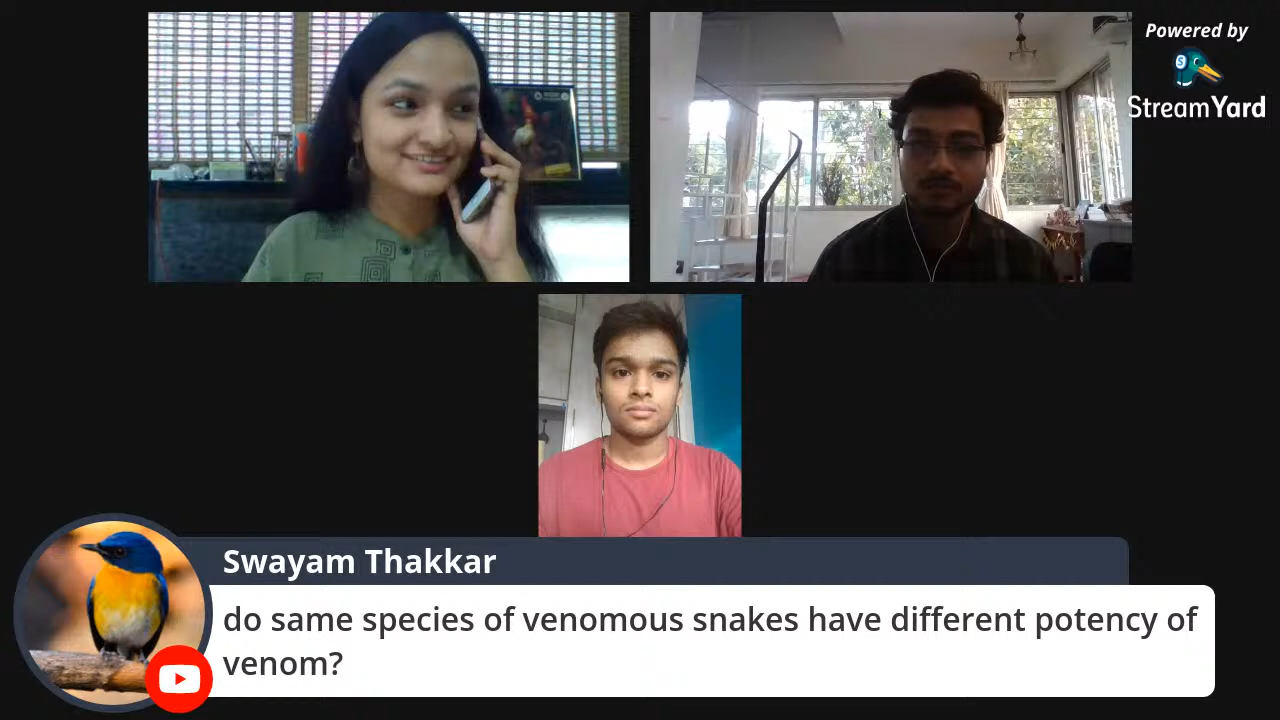 Powered by
StreamYard
Swayam Thakkar
do same species of venomous snakes have different potency of
venom?